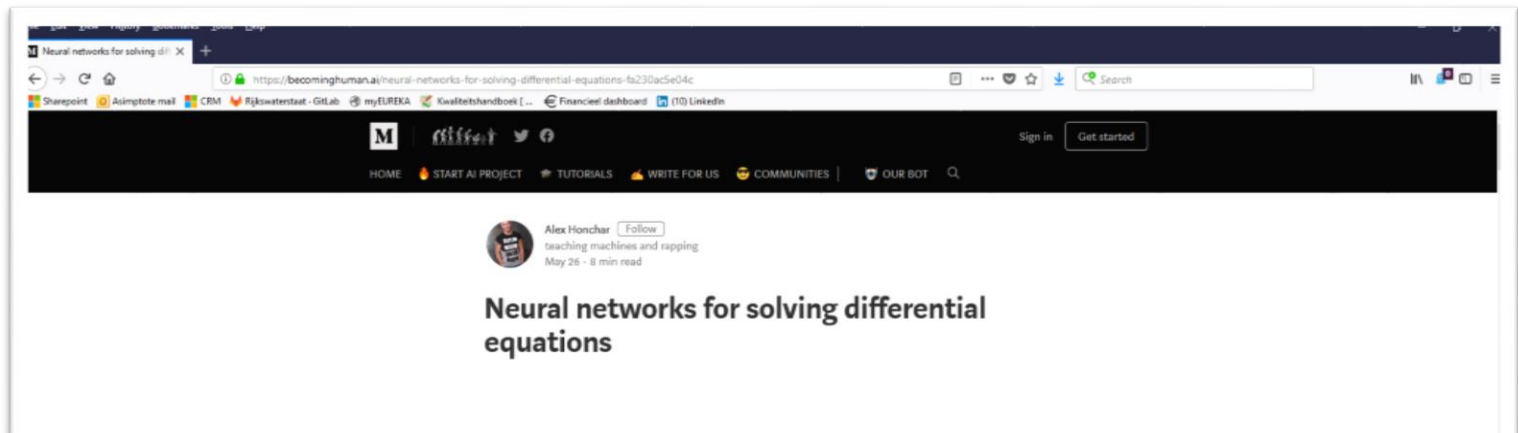 Neural networks for solving dif
https://becominghuman.ai/neural-networks-for-solving-differential-equations-fa230ac5e04c
Search
Sharepoint Asimptote mail CRM Rijkswaterstaat - GitLab myEUREKA Kwaliteitshandboek [ ... Financieel dashboard (10) LinkedIn
M
Sign in Get started
HOME START AI PROJECT TUTORIALS WRITE FOR US COMMUNITIES OUR BOT
Alex Honchar Follow
teaching machines and rapping
May 26 · 8 min read
Neural networks for solving differential
equations